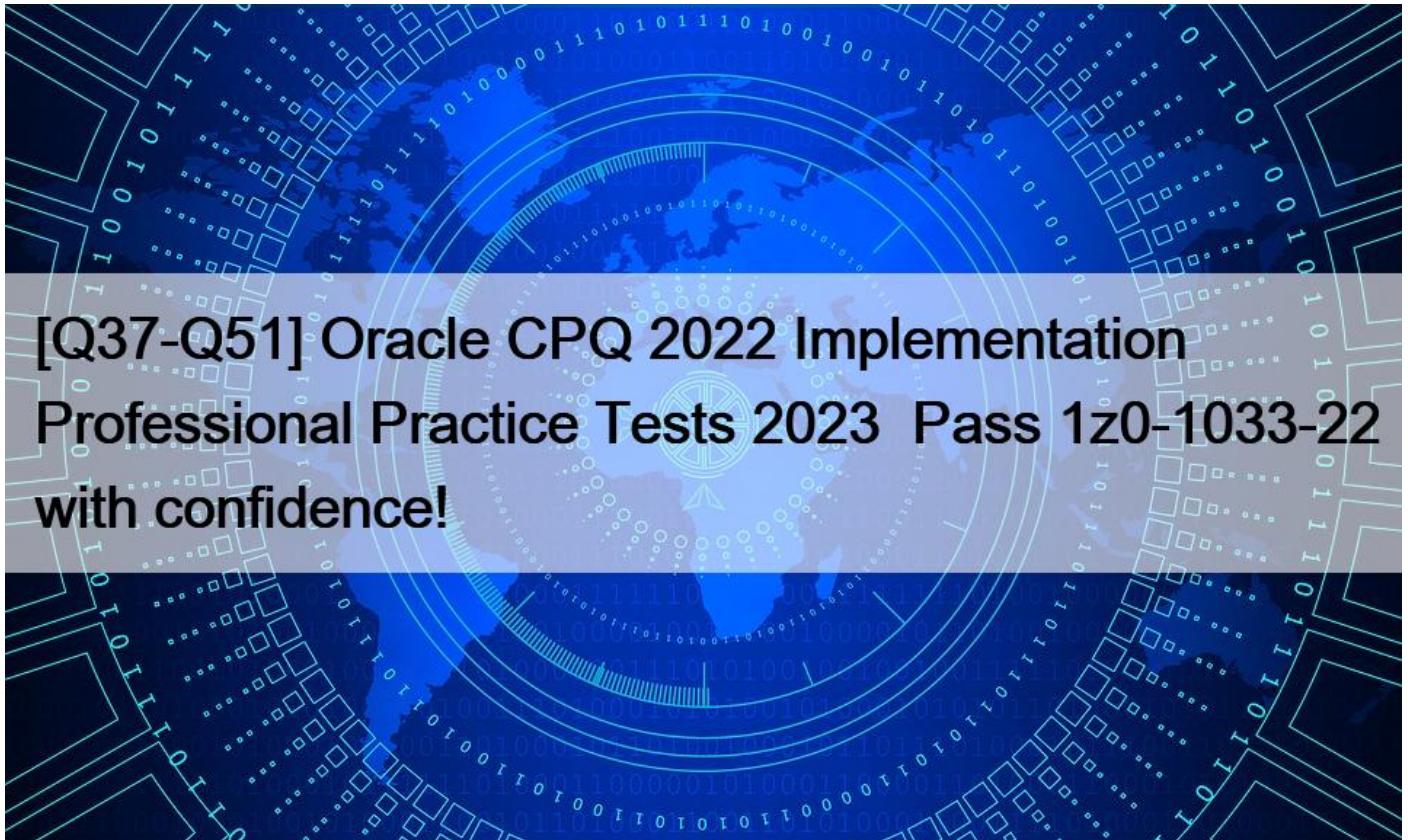 [Q37-Q51] Oracle CPQ 2022 Implementation
Professional Practice Tests 2023 Pass 1z0-1033-22
with confidence!